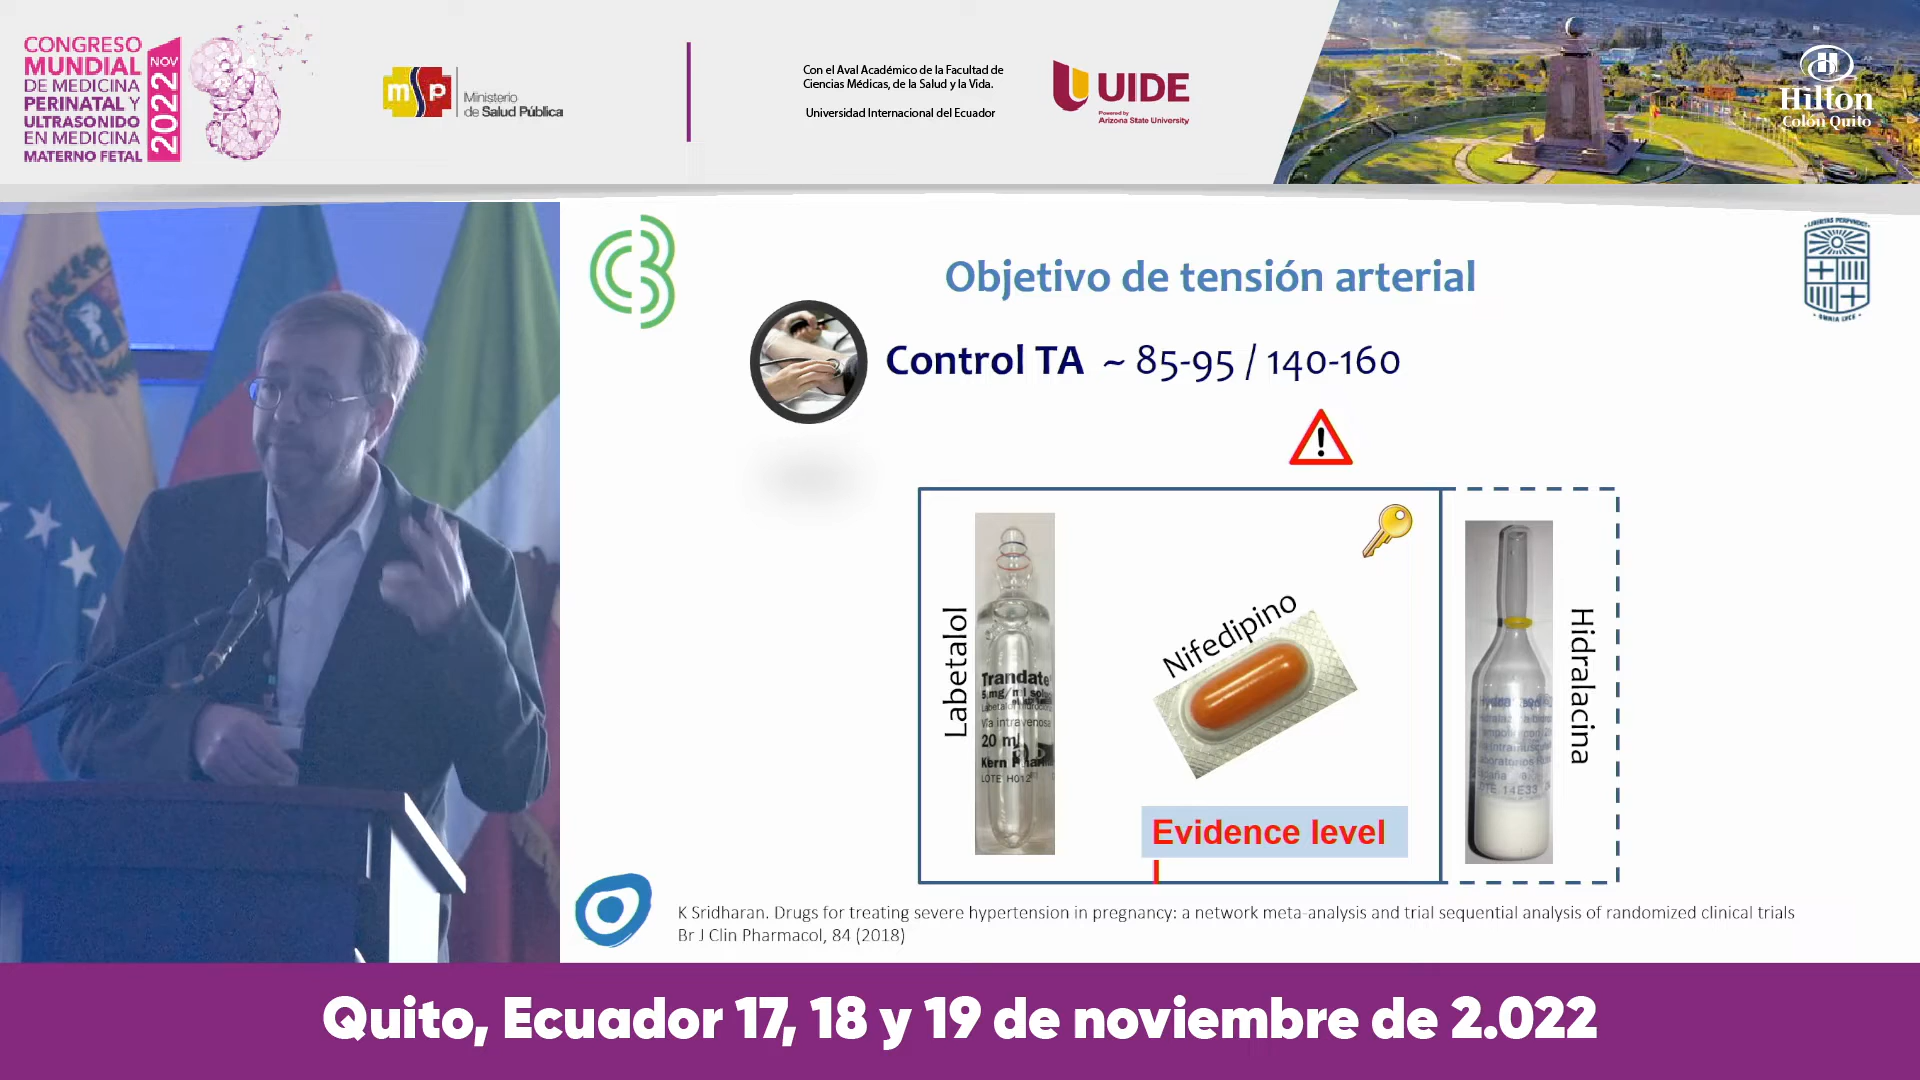 CONGRESO
MUNDIAL
DE MEDICINA
PERINATAL Y
ULTRASONIDO
EN MEDICINA
MATERNO FETAL
NOV
2022
msp
Ministerio
de Salud Pública
Con el Aval Académico de la Facultad de
Ciencias Médicas, de la Salud y la Vida.
Universidad Internacional del Ecuador
UIDE
Powered by
Arizona State University
Hilton
Colón Quito
Objetivo de tensión arterial
Control TA ~ 85-95 / 140-160
Labetalol
Trandate
5 mg/ml
Vía intravenosa
20 ml
Kern
LOTE H012
Nifedipino
Evidence level
I
Hidralacina
14E33
K Sridharan. Drugs for treating severe hypertension in pregnancy: a network meta-analysis and trial sequential analysis of randomized clinical trials
Br J Clin Pharmacol, 84 (2018)
Quito, Ecuador 17, 18 y 19 de noviembre de 2.022